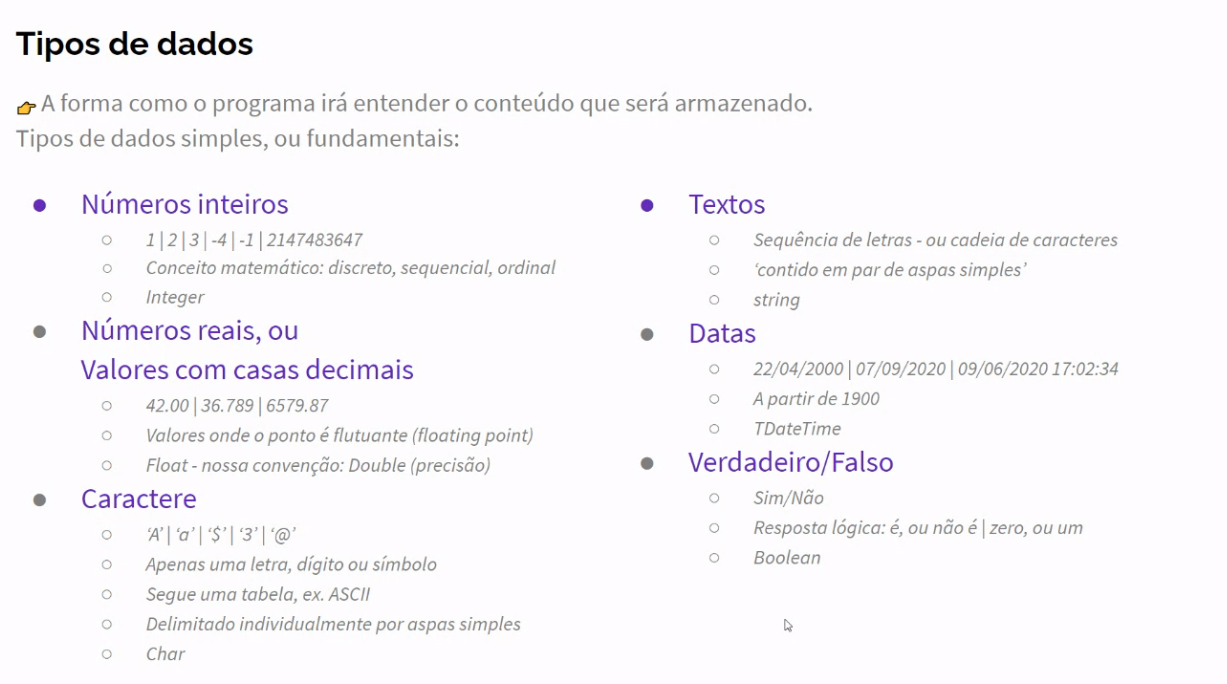 Tipos de dados
👉 A forma como o programa irá entender o conteúdo que será armazenado.
Tipos de dados simples, ou fundamentais:
● Números inteiros
○ 1 | 2 | 3 | -4 | -1 | 2147483647
○ Conceito matemático: discreto, sequencial, ordinal
○ Integer
● Números reais, ou
Valores com casas decimais
○ 42.00 | 36.789 | 6579.87
○ Valores onde o ponto é flutuante (floating point)
○ Float - nossa convenção: Double (precisão)
● Caractere
○ ‘A’ | ‘a’ | ‘$’ | ‘3’ | ‘@’
○ Apenas uma letra, dígito ou símbolo
○ Segue uma tabela, ex. ASCII
○ Delimitado individualmente por aspas simples
○ Char
● Textos
○ Sequência de letras - ou cadeia de caracteres
○ ‘contido em par de aspas simples’
○ string
● Datas
○ 22/04/2000 | 07/09/2020 | 09/06/2020 17:02:34
○ A partir de 1900
○ TDateTime
● Verdadeiro/Falso
○ Sim/Não
○ Resposta lógica: é, ou não é | zero, ou um
○ Boolean